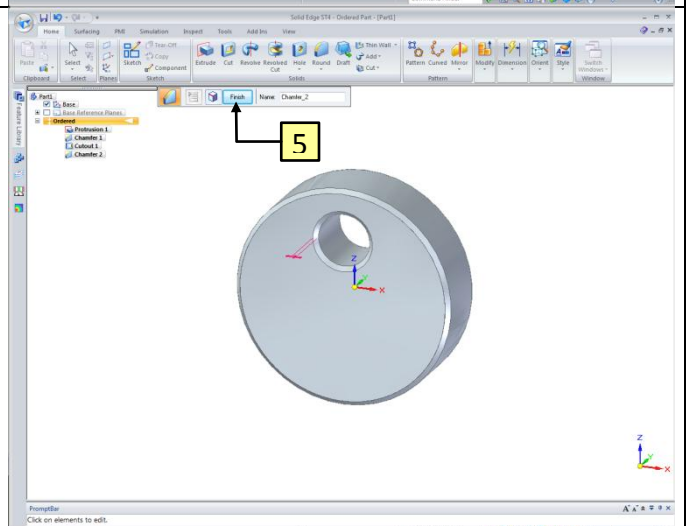 Solid Edge ST4 - Ordered Part - [Part1]
Home Surfacing PMI Simulation Inspect Tools Add Ins View
Thin-Off
Copy
Component
Paste Select Sketch Extrude Cut Revolve Revolved Cut Hole Round Draft
Thin Wall
Add
Cut
Pattern Curved Mirror Modify Dimension Orient Style Switch Windows
Clipboard Select Planes Sketch Solids Pattern Window
Feature Library
Part1
Base
Base Reference Planes
Ordered
Protrusion 1
Chamfer 1
Cutout 1
Chamfer 2
Finish Name: Chamfer_2
5
Z
Y
X
Z
Y
X
PromptBar
Click on elements to edit.